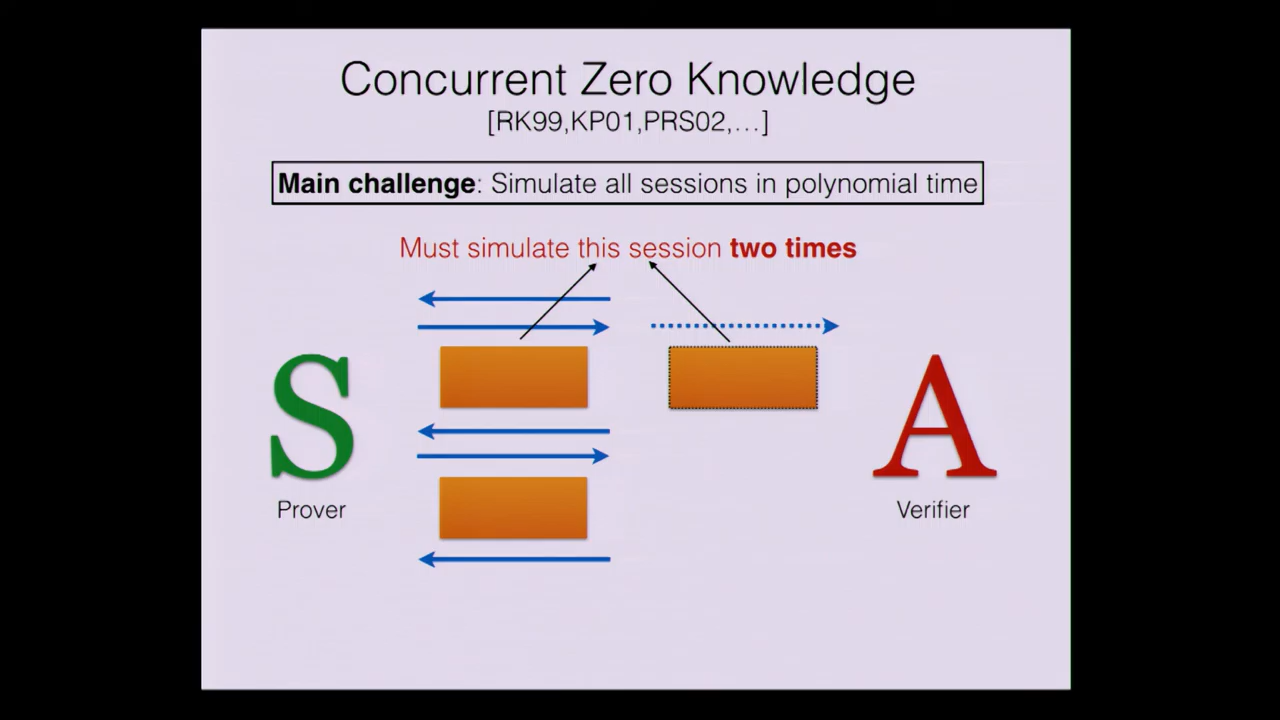 Concurrent Zero Knowledge
[RK99,KP01,PRS02,…]
Main challenge: Simulate all sessions in polynomial time
Must simulate this session two times
S
A
Prover
Verifier